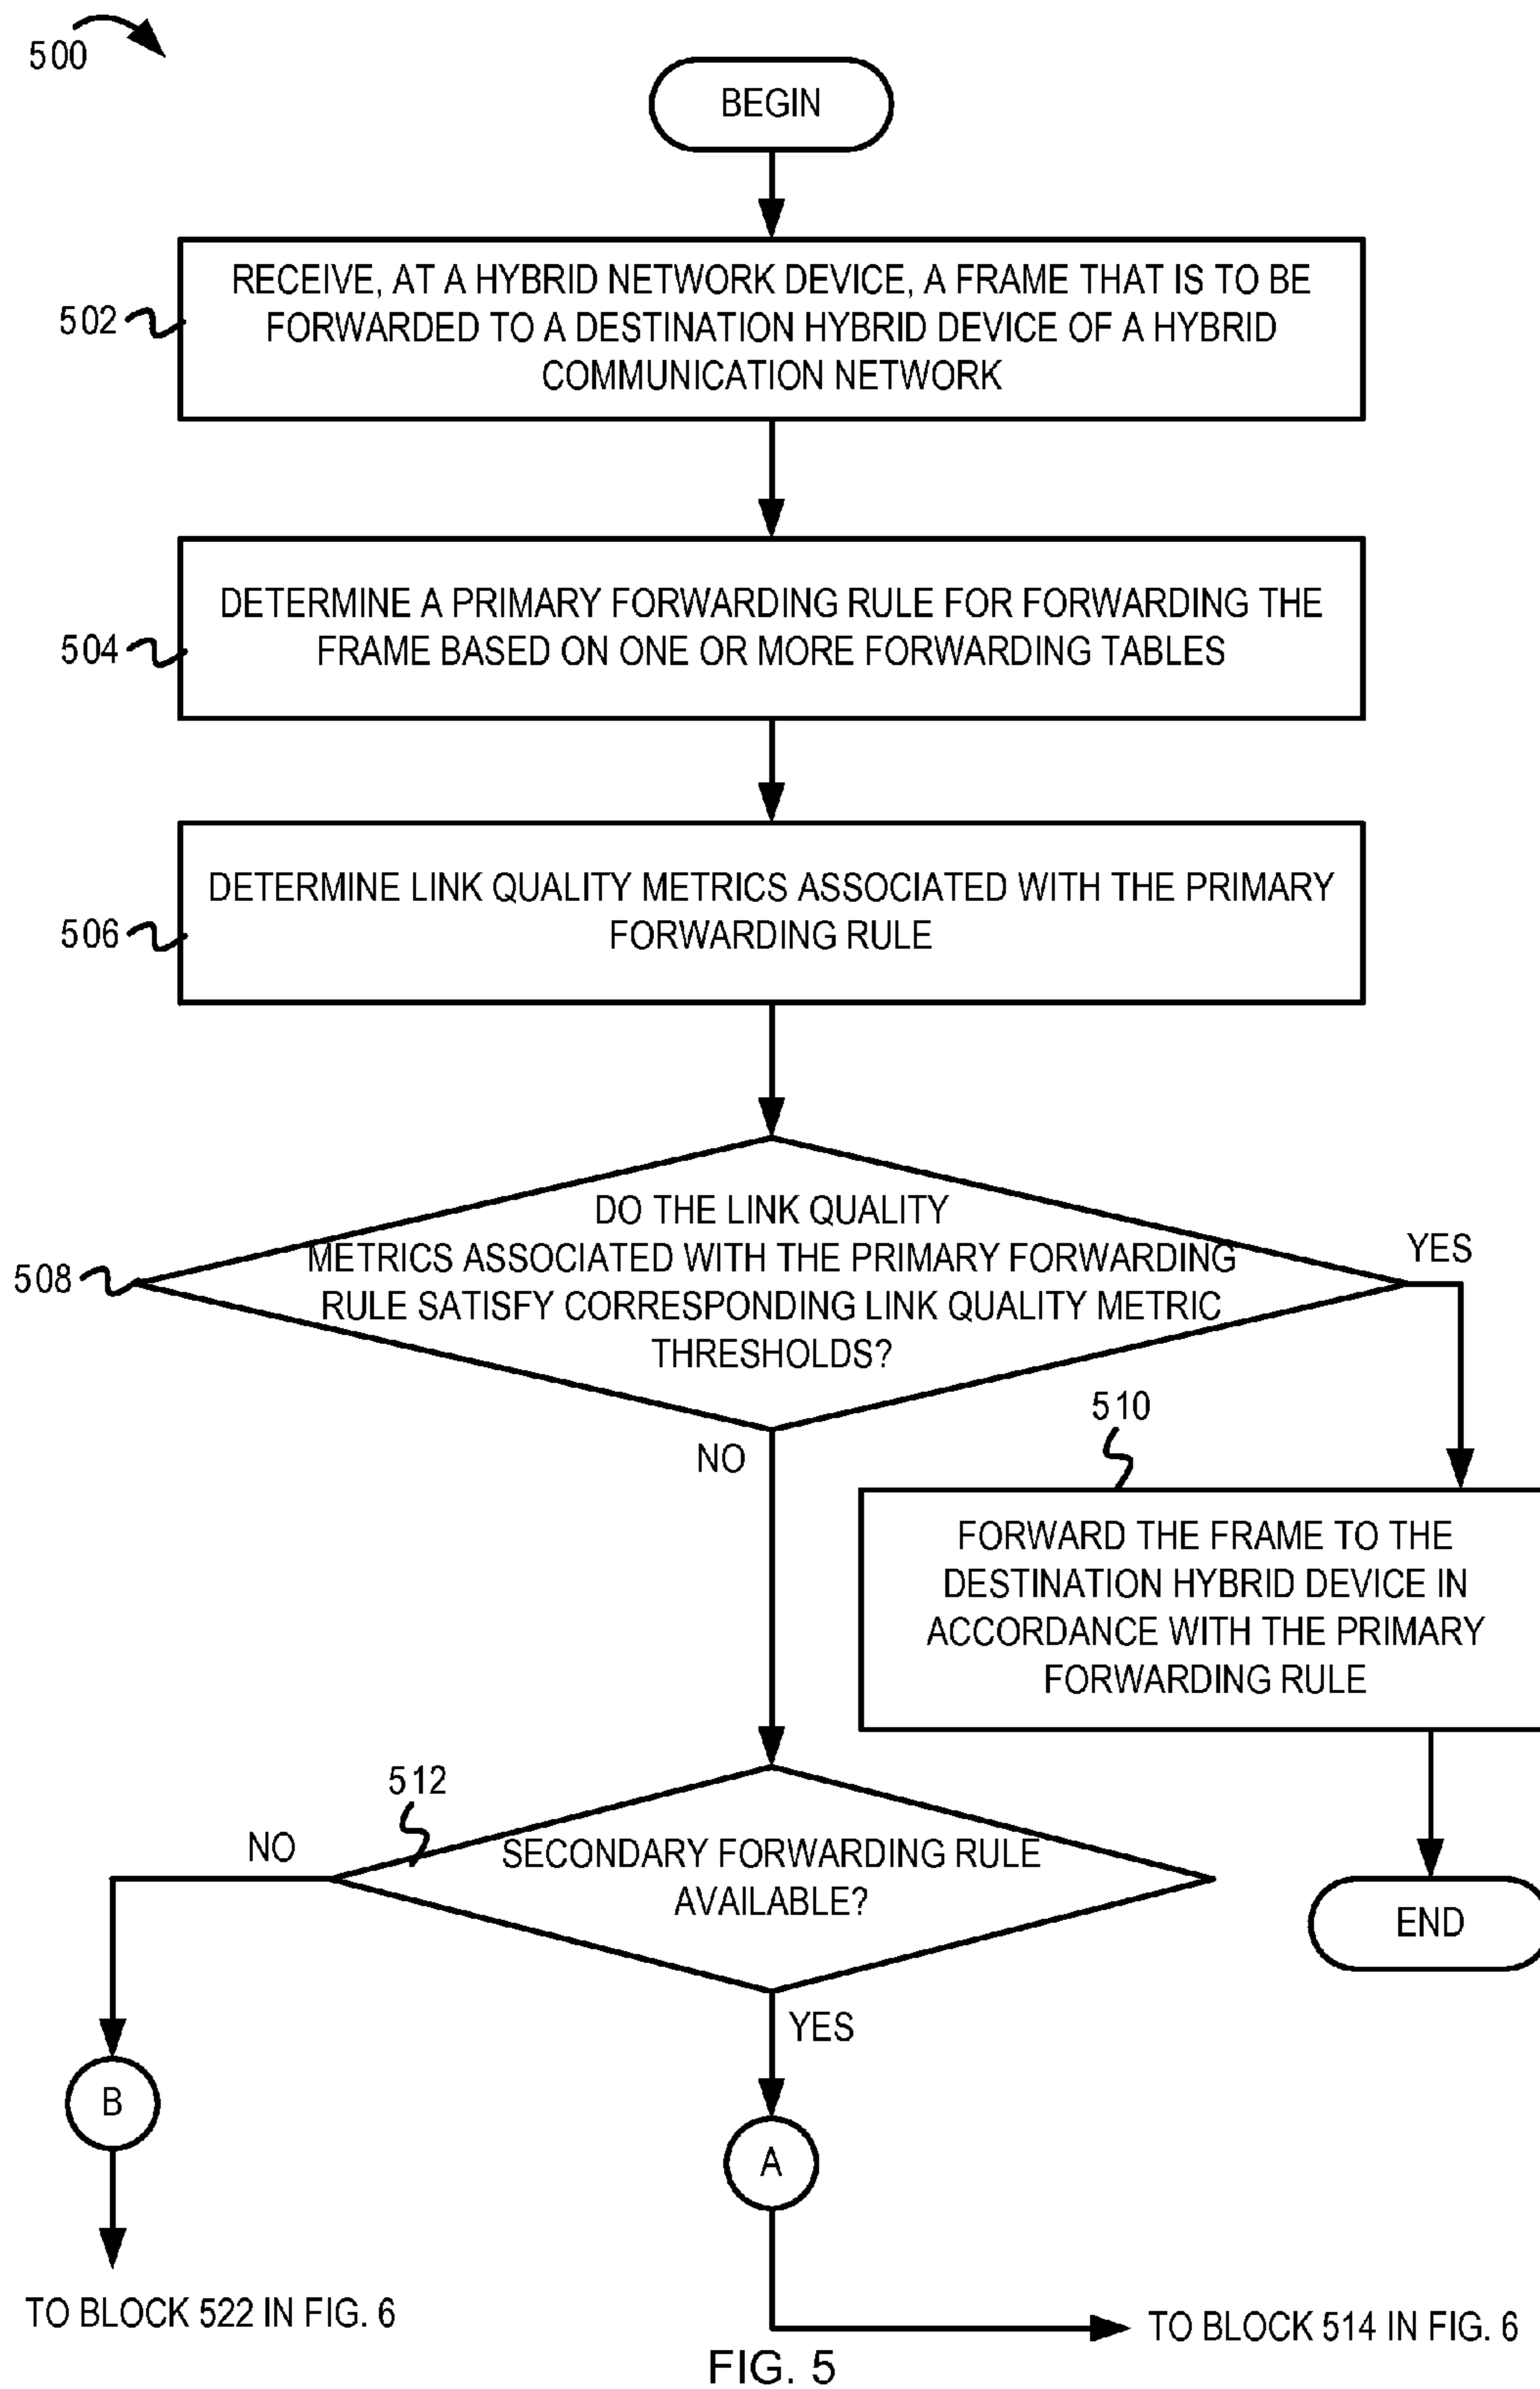 500
BEGIN
502
RECEIVE, AT A HYBRID NETWORK DEVICE, A FRAME THAT IS TO BE
FORWARDED TO A DESTINATION HYBRID DEVICE OF A HYBRID
COMMUNICATION NETWORK
504
DETERMINE A PRIMARY FORWARDING RULE FOR FORWARDING THE
FRAME BASED ON ONE OR MORE FORWARDING TABLES
506
DETERMINE LINK QUALITY METRICS ASSOCIATED WITH THE PRIMARY
FORWARDING RULE
508
DO THE LINK QUALITY
METRICS ASSOCIATED WITH THE PRIMARY FORWARDING
RULE SATISFY CORRESPONDING LINK QUALITY METRIC
THRESHOLDS?
YES
NO
510
FORWARD THE FRAME TO THE
DESTINATION HYBRID DEVICE IN
ACCORDANCE WITH THE PRIMARY
FORWARDING RULE
END
512
SECONDARY FORWARDING RULE
AVAILABLE?
NO
YES
B
A
TO BLOCK 522 IN FIG. 6
TO BLOCK 514 IN FIG. 6
FIG. 5